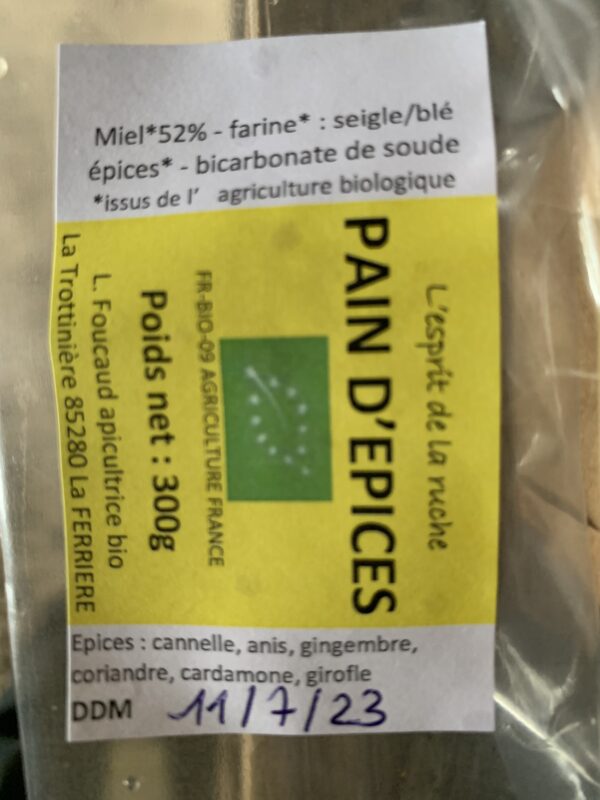 Miel*52% - farine* : seigle/blé
épices* - bicarbonate de soude
*issus de l’ agriculture biologique
L'esprit de la ruche
PAIN D’EPICES
FR-BIO-09 AGRICULTURE FRANCE
Poids net : 300g
L. Foucaud apicultrice bio
La Trottinière 85280 La FERRIERE
Epices : cannelle, anis, gingembre,
coriandre, cardamone, girofle
DDM 11/7/23